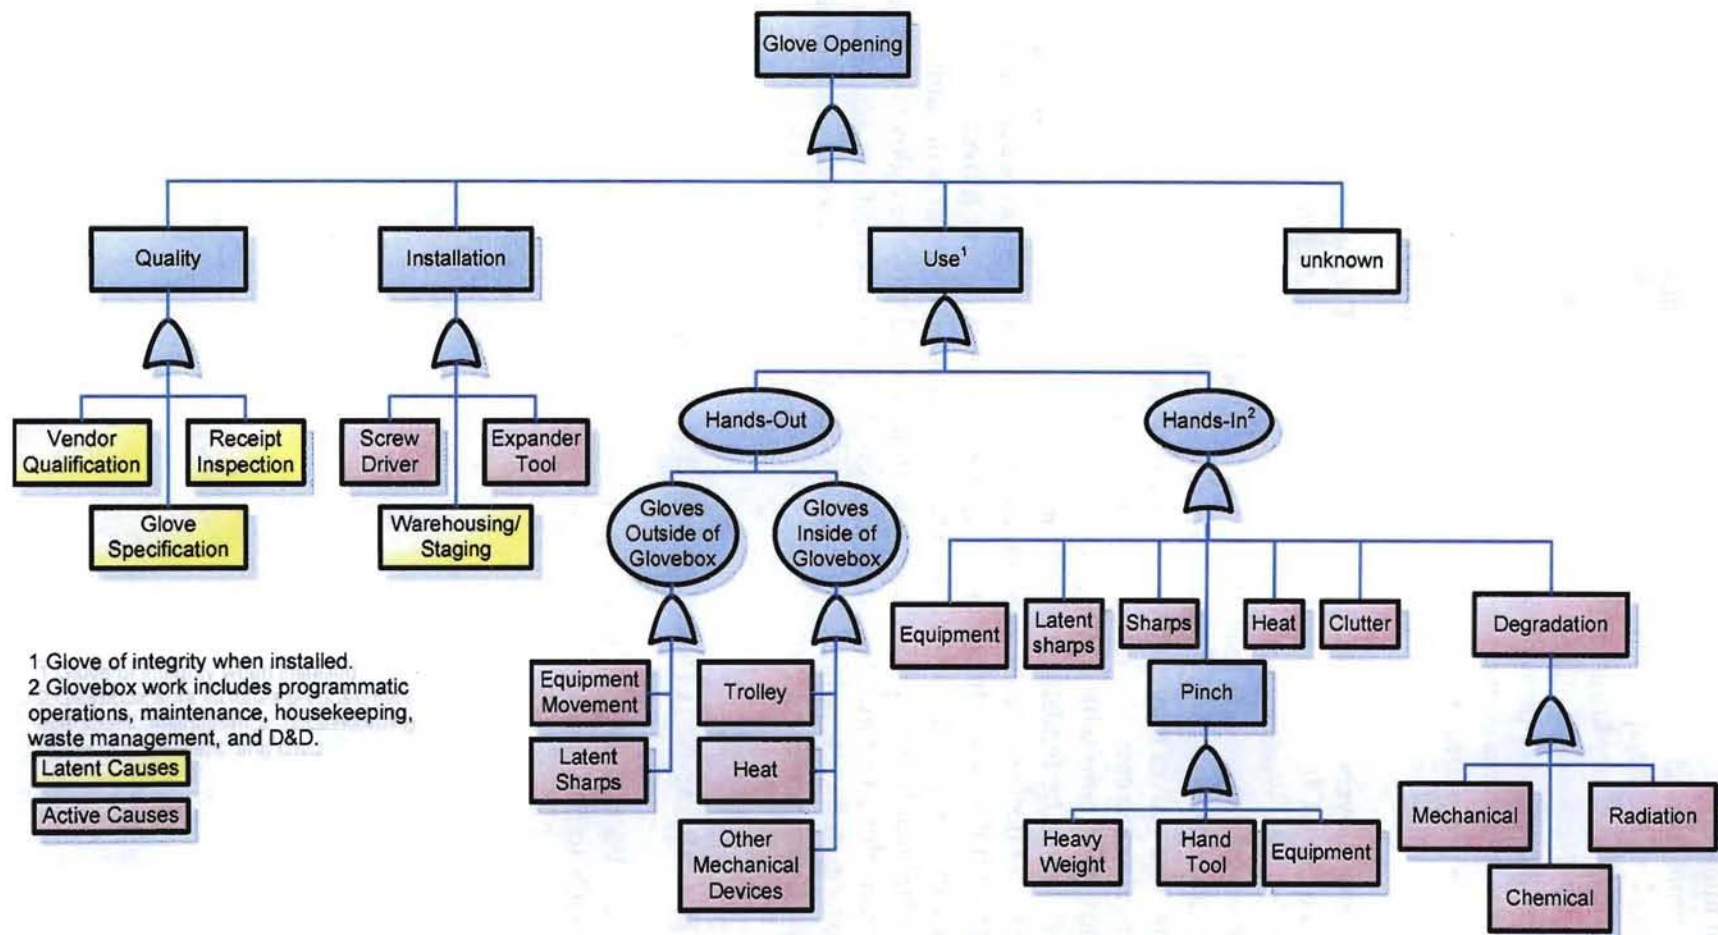 Glove Opening
Quality
Installation
Use¹
unknown
Vendor
Qualification
Receipt
Inspection
Glove
Specification
Screw
Driver
Expander
Tool
Warehousing/
Staging
Hands-Out
Hands-In²
Gloves
Outside of
Glovebox
Gloves
Inside of
Glovebox
Equipment
Movement
Latent
Sharps
Trolley
Heat
Other
Mechanical
Devices
Equipment
Latent
sharps
Sharps
Pinch
Heat
Clutter
Degradation
Heavy
Weight
Hand
Tool
Equipment
Mechanical
Radiation
Chemical
1 Glove of integrity when installed.
2 Glovebox work includes programmatic
operations, maintenance, housekeeping,
waste management, and D&D.
Latent Causes
Active Causes